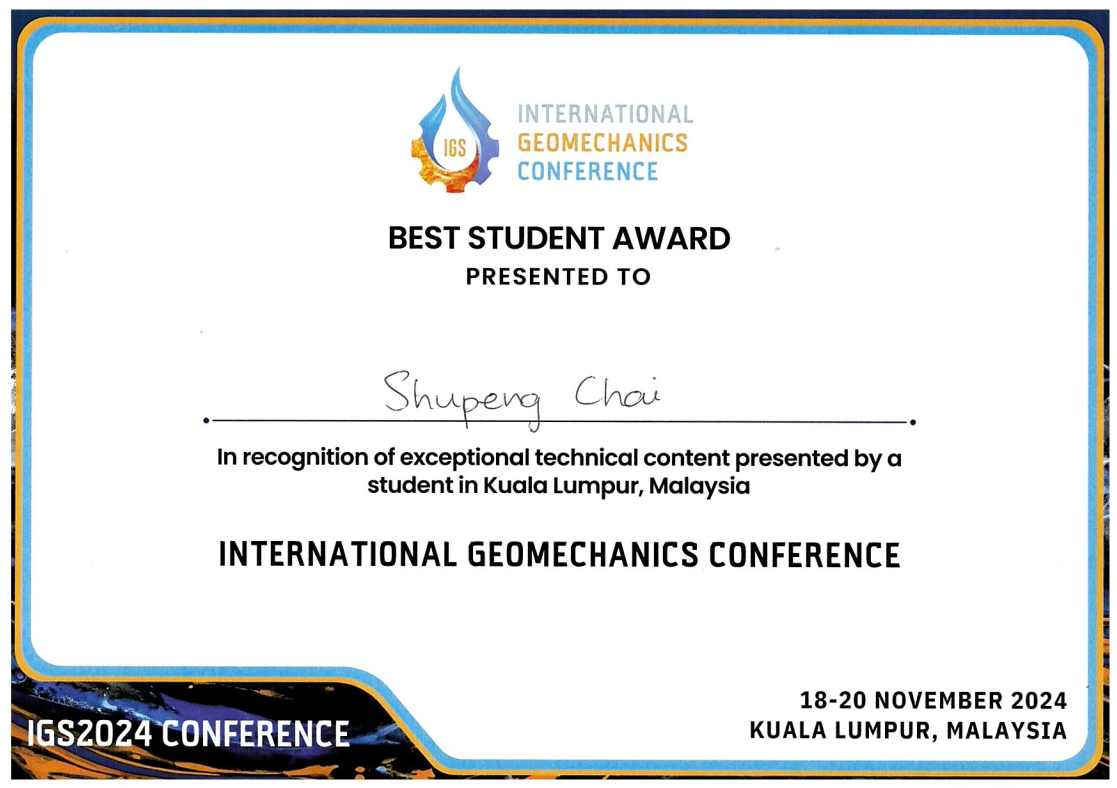 IGS
INTERNATIONAL
GEOMECHANICS
CONFERENCE
BEST STUDENT AWARD
PRESENTED TO
Shupeng Chai
In recognition of exceptional technical content presented by a
student in Kuala Lumpur, Malaysia
INTERNATIONAL GEOMECHANICS CONFERENCE
18-20 NOVEMBER 2024
KUALA LUMPUR, MALAYSIA
IGS2024 CONFERENCE